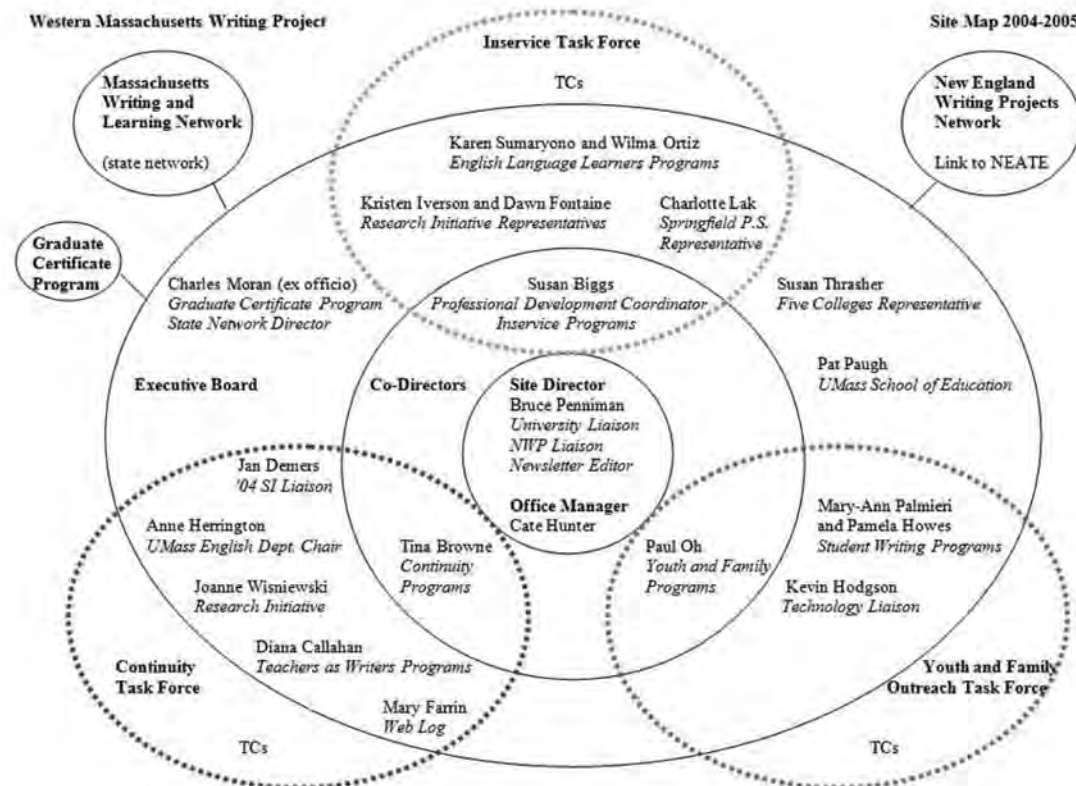 Western Massachusetts Writing Project
Site Map 2004-2005
Inservice Task Force
TCs
Massachusetts
Writing and
Learning Network
(state network)
New England
Writing Projects
Network
Link to NEATE
Graduate
Certificate
Program
Karen Sumaryono and Wilma Ortiz
English Language Learners Programs
Kristen Iverson and Dawn Fontaine
Research Initiative Representatives
Charlotte Lak
Springfield P.S.
Representative
Charles Moran (ex officio)
Graduate Certificate Program
State Network Director
Susan Biggs
Professional Development Coordinator
Inservice Programs
Susan Thrasher
Five Colleges Representative
Pat Paugh
UMass School of Education
Executive Board
Co-Directors
Site Director
Bruce Penniman
University Liaison
NWP Liaison
Newsletter Editor
Office Manager
Cate Hunter
Jan Demers
'04 SI Liaison
Anne Herrington
UMass English Dept. Chair
Joanne Wisniewski
Research Initiative
Diana Callahan
Teachers as Writers Programs
Mary Farrin
Web Log
Tina Browne
Continuity
Programs
Paul Oh
Youth and Family
Programs
Mary-Ann Palmieri
and Pamela Howes
Student Writing Programs
Kevin Hodgson
Technology Liaison
Continuity
Task Force
TCs
Youth and Family
Outreach Task Force
TCs